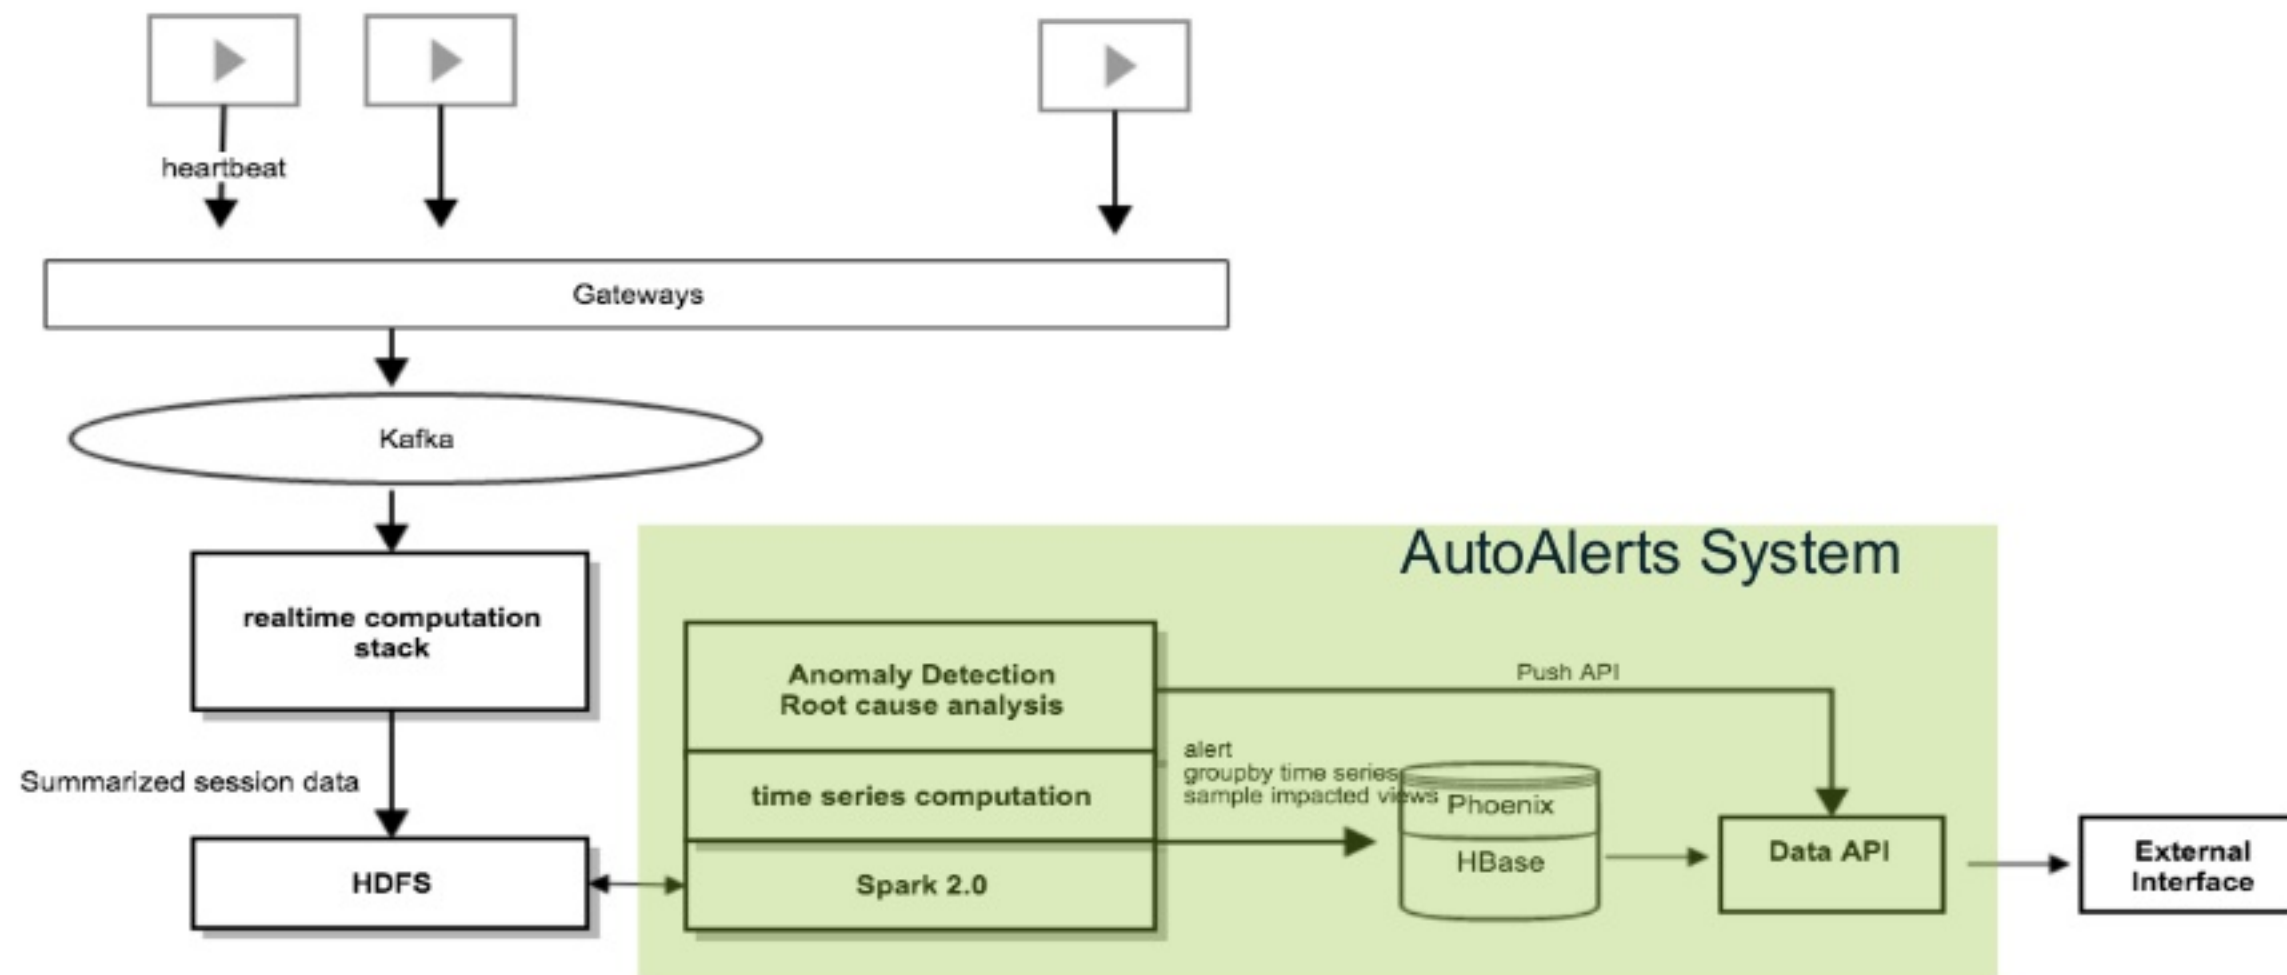 heartbeat
Gateways
Kafka
AutoAlerts System
realtime computation
stack
Anomaly Detection
Root cause analysis
Push API
alert
groupby time series
sample impacted views
Summarized session data
time series computation
Phoenix
HBase
Data API
External
Interface
HDFS
Spark 2.0